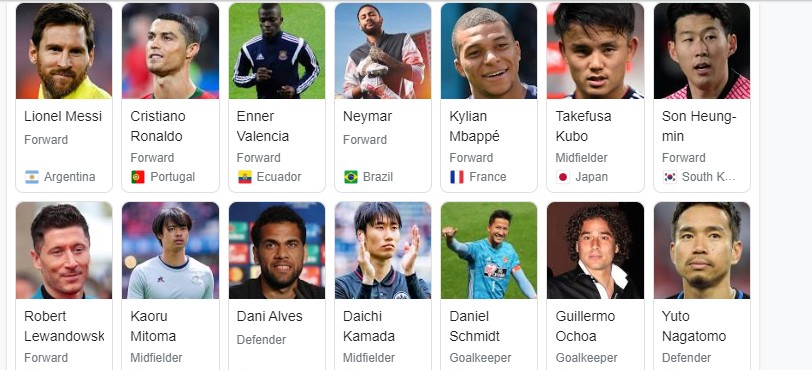 Lionel Messi
Forward
Argentina
Cristiano
Ronaldo
Forward
Portugal
Enner
Valencia
Forward
Ecuador
Neymar
Forward
Brazil
Kylian
Mbappé
Forward
France
Takefusa
Kubo
Midfielder
Japan
Son Heung-
min
Forward
South K...
Robert
Lewandowsk
Forward
Kaoru
Mitoma
Midfielder
Dani Alves
Defender
Daichi
Kamada
Midfielder
Daniel
Schmidt
Goalkeeper
Guillermo
Ochoa
Goalkeeper
Yuto
Nagatomo
Defender